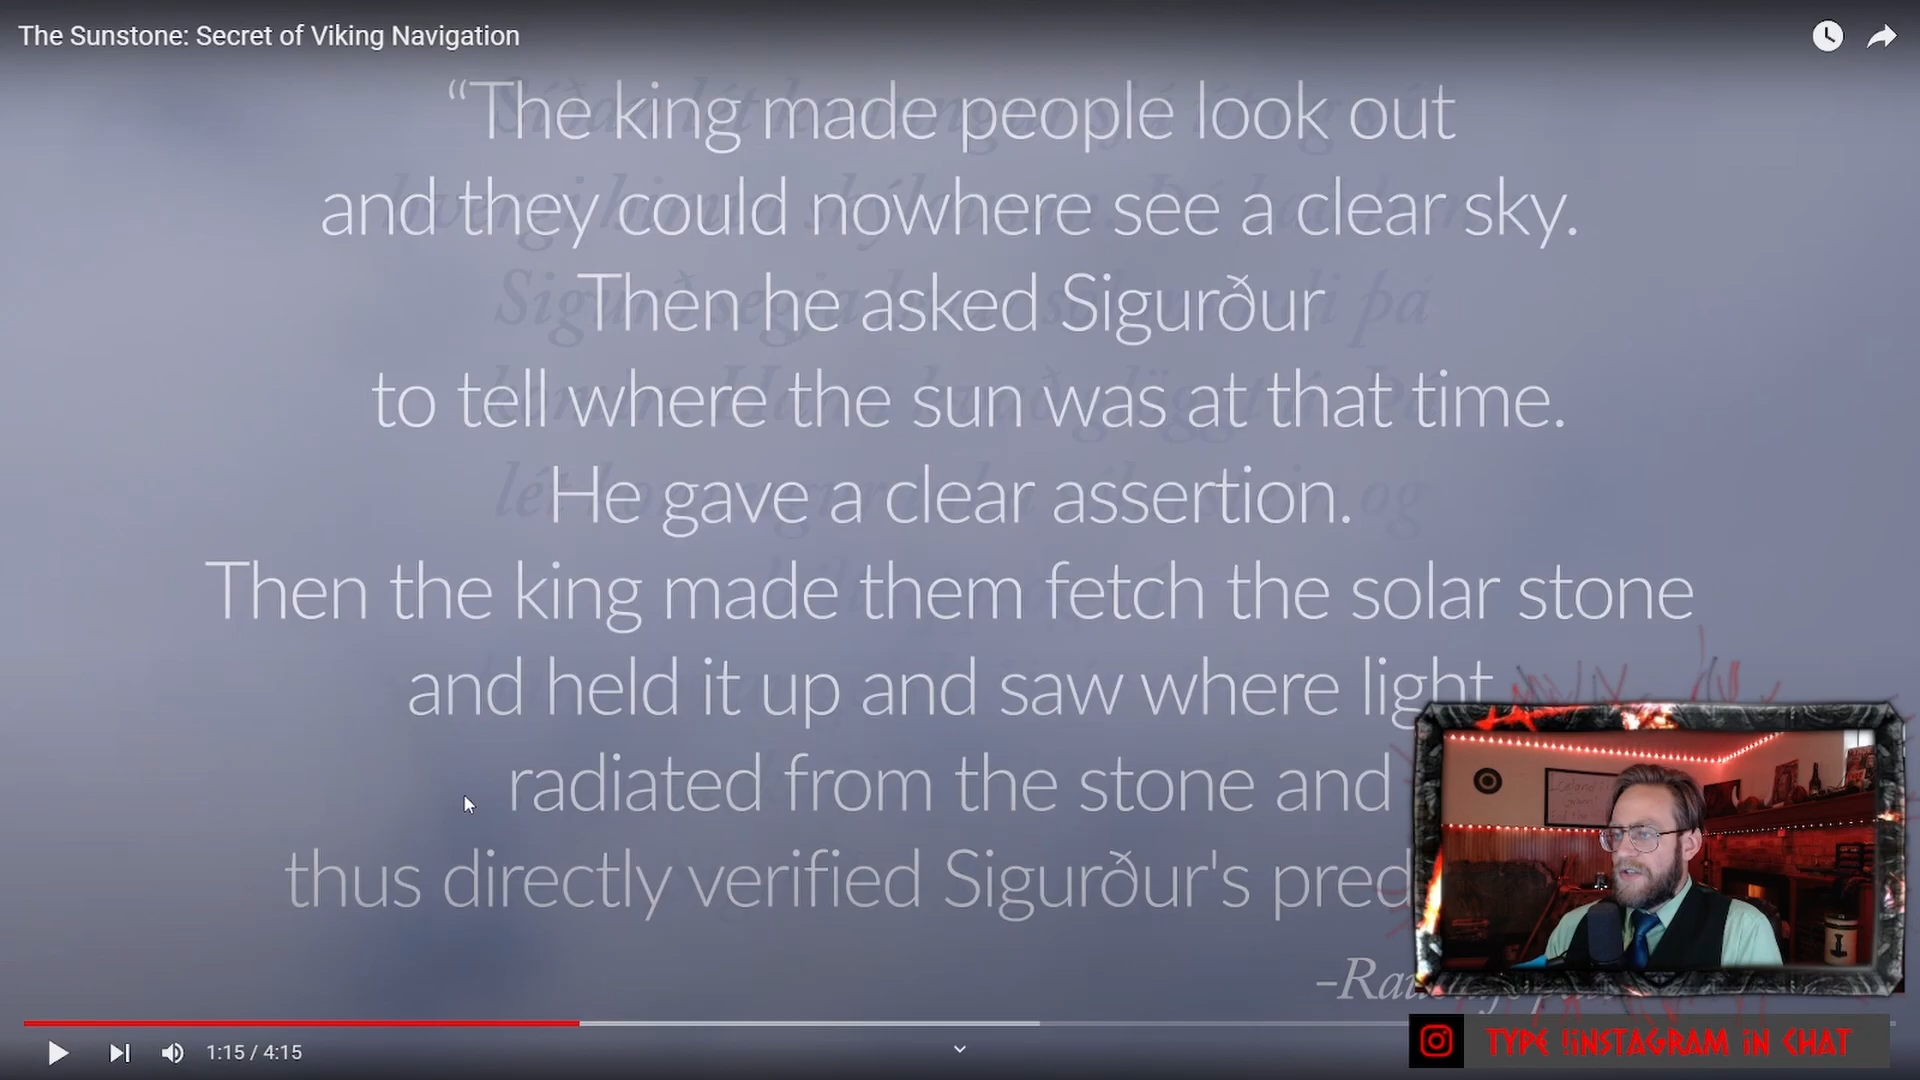 The Sunstone: Secret of Viking Navigation
“The king made people look out
and they could nowhere see a clear sky.
Then he asked Sigurður
to tell where the sun was at that time.
He gave a clear assertion.
Then the king made them fetch the solar stone
and held it up and saw where light
radiated from the stone and
thus directly verified Sigurður's pred
1:15 / 4:15
TYPE !INSTAGRAM IN CHAT